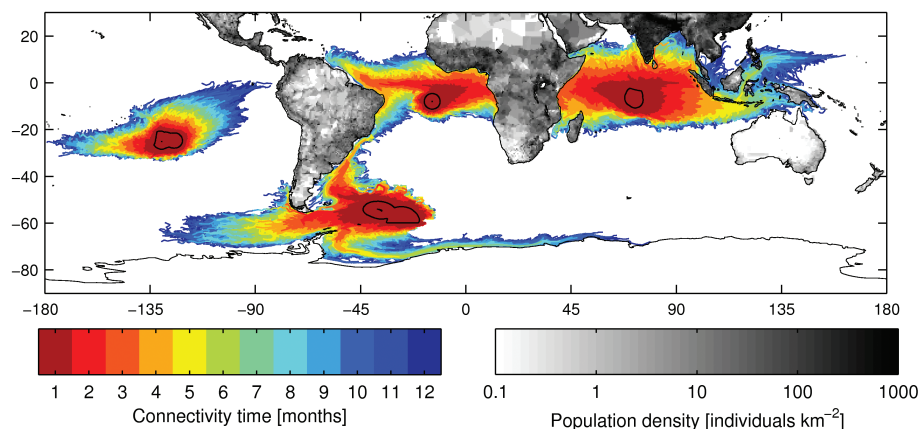 20
0
−20
−40
−60
−80
−180 −135 −90 −45 0 45 90 135 180
1 2 3 4 5 6 7 8 9 10 11 12
Connectivity time [months]
0.1 1 10 100 1000
Population density [individuals km−2]